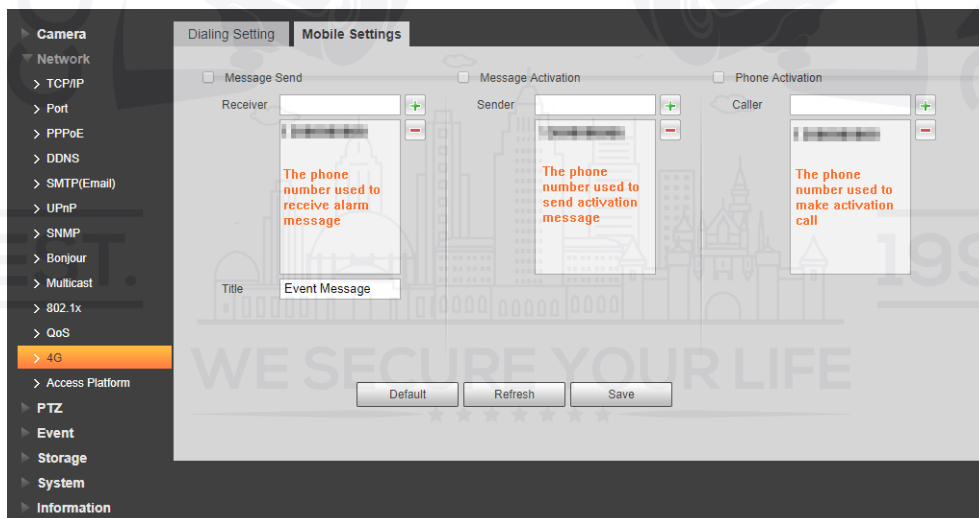 Camera
Network
TCP/IP
Port
PPPoE
DDNS
SMTP(Email)
UPnP
SNMP
Bonjour
Multicast
802.1x
QoS
4G
Access Platform
PTZ
Event
Storage
System
Information
Dialing Setting
Mobile Settings
Message Send
Message Activation
Phone Activation
Receiver
Sender
Caller
The phone
number used to
receive alarm
message
The phone
number used to
send activation
message
The phone
number used to
make activation
call
Title
Event Message
EST.
199
WE SECURE YOUR LIFE
Default
Refresh
Save